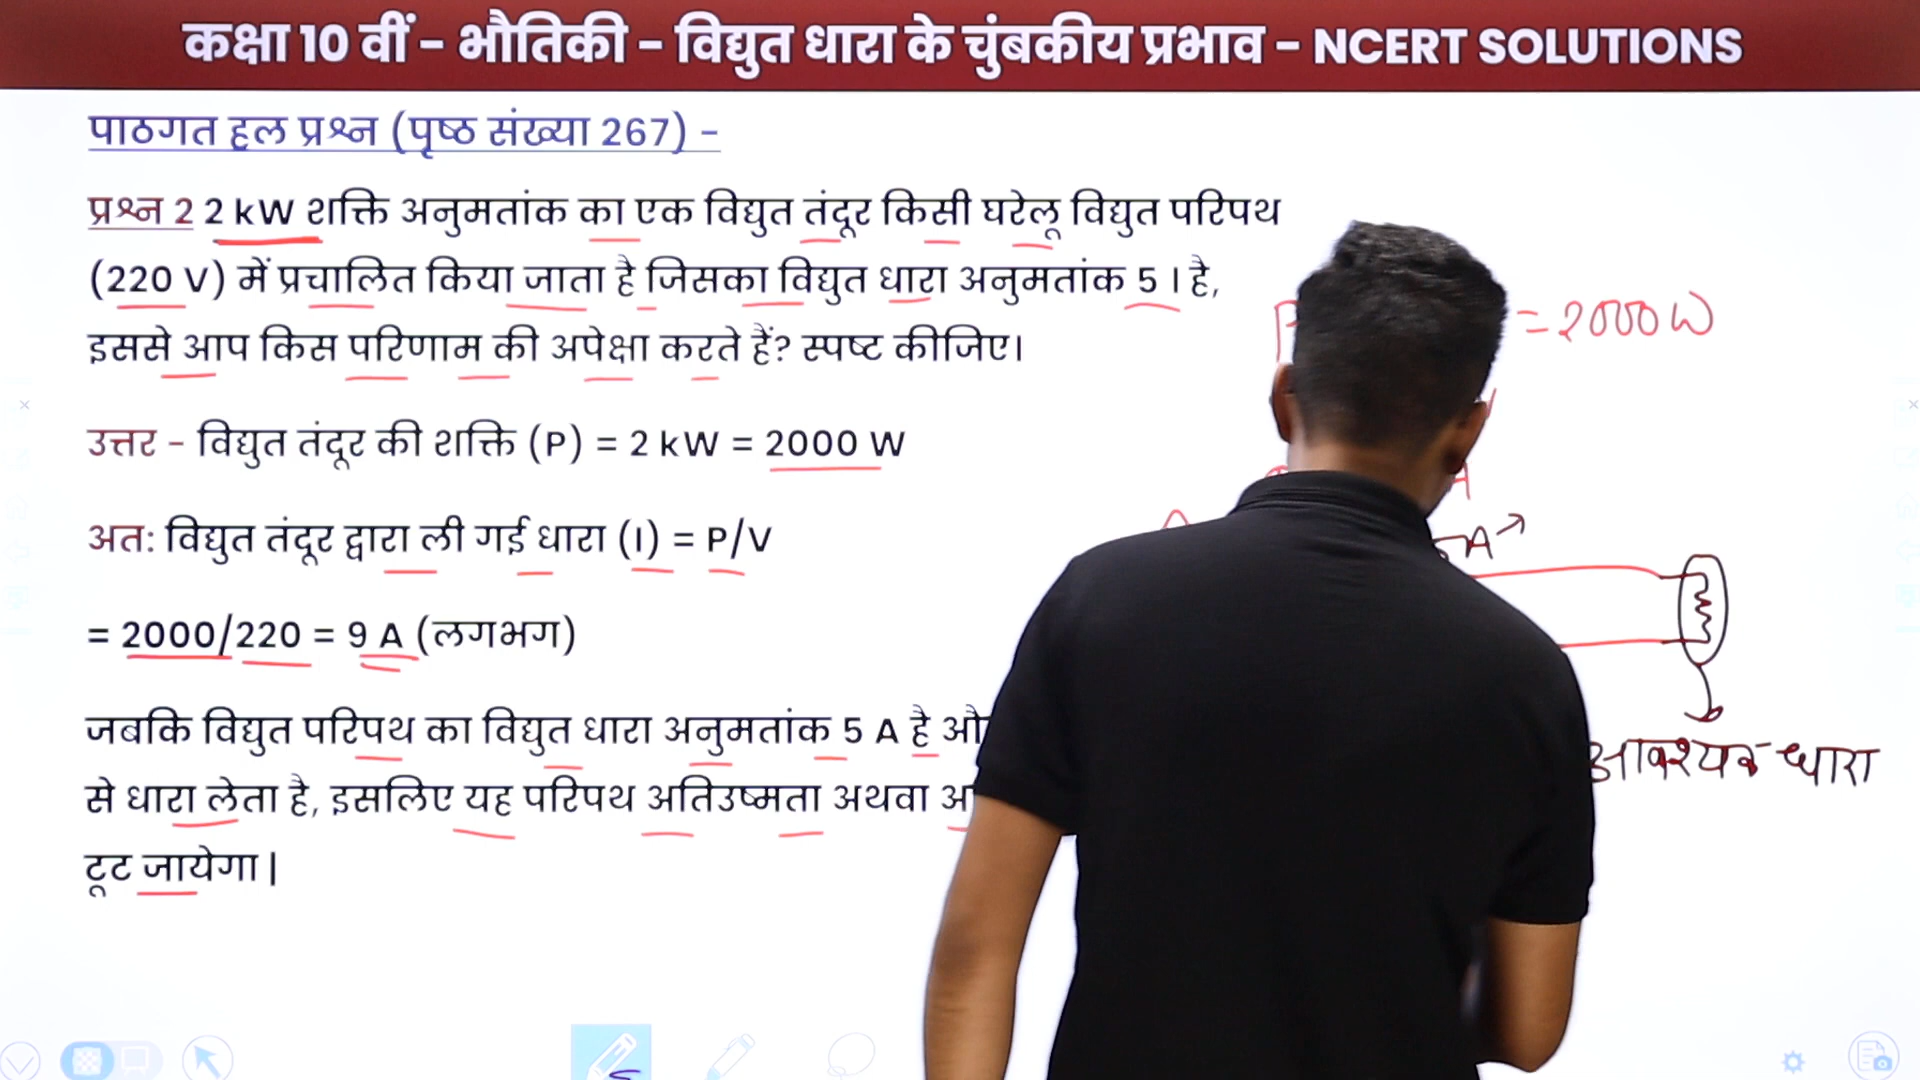 कक्षा 10 वीं - भौतिकी - विद्युत धारा के चुंबकीय प्रभाव - NCERT SOLUTIONS
पाठगत हल प्रश्न (पृष्ठ संख्या 267) -
प्रश्न 2 2 kW शक्ति अनुमतांक का एक विद्युत तंदूर किसी घरेलू विद्युत परिपथ
(220 V) में प्रचालित किया जाता है जिसका विद्युत धारा अनुमतांक 5 । है,
इससे आप किस परिणाम की अपेक्षा करते हैं? स्पष्ट कीजिए।
= 2000 W
उत्तर - विद्युत तंदूर की शक्ति (P) = 2 kW = 2000 W
अत: विद्युत तंदूर द्वारा ली गई धारा (I) = P/V
A
= 2000/220 = 9 A (लगभग)
जबकि विद्युत परिपथ का विद्युत धारा अनुमतांक 5 A है
आवश्यक धारा
से धारा लेता है, इसलिए यह परिपथ अतिउष्मता अथवा
टूट जायेगा |